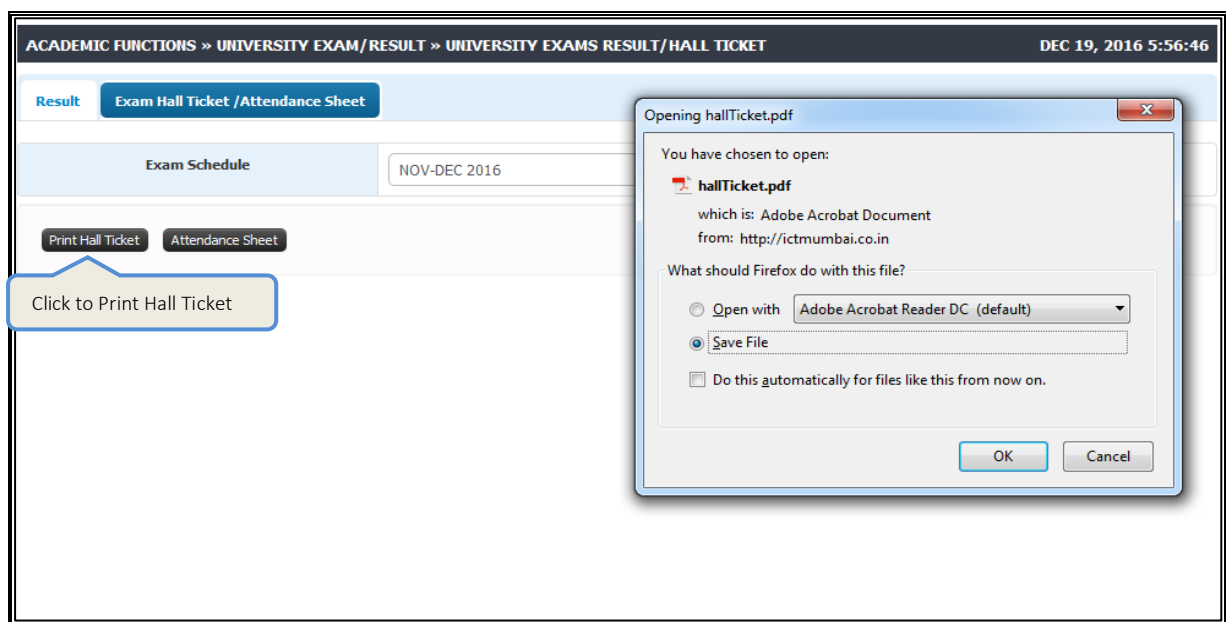 ACADEMIC FUNCTIONS » UNIVERSITY EXAM/RESULT » UNIVERSITY EXAMS RESULT/HALL TICKET DEC 19, 2016 5:56:46
Result Exam Hall Ticket /Attendance Sheet
Exam Schedule NOV-DEC 2016
Print Hall Ticket Attendance Sheet
Click to Print Hall Ticket
Opening hallTicket.pdf
You have chosen to open:
hallTicket.pdf
which is: Adobe Acrobat Document
from: http://ictmumbai.co.in
What should Firefox do with this file?
Open with Adobe Acrobat Reader DC (default)
Save File
Do this automatically for files like this from now on.
OK Cancel